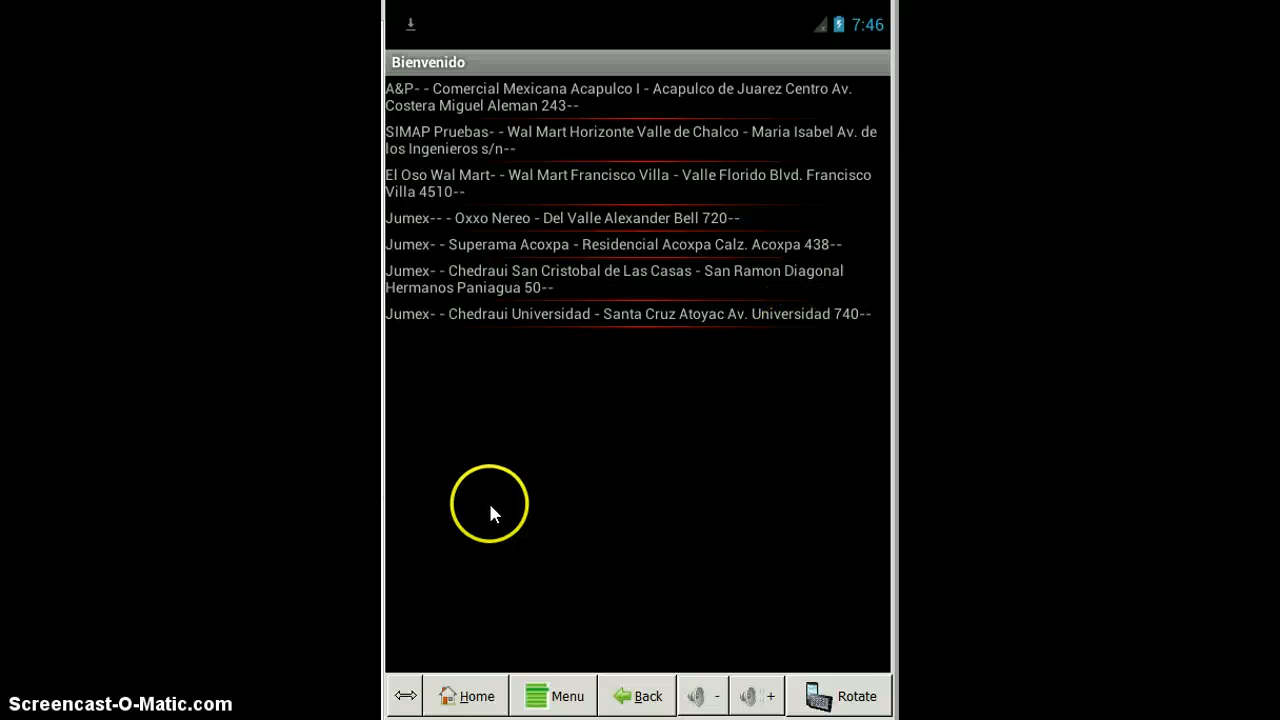 7:46
Bienvenido
A&P- - Comercial Mexicana Acapulco I - Acapulco de Juarez Centro Av.
Costera Miguel Aleman 243--
SIMAP Pruebas- - Wal Mart Horizonte Valle de Chalco - Maria Isabel Av. de
los Ingenieros s/n--
El Oso Wal Mart- - Wal Mart Francisco Villa - Valle Florido Blvd. Francisco
Villa 4510--
Jumex-- - Oxxo Nereo - Del Valle Alexander Bell 720--
Jumex- - Superama Acoxpa - Residencial Acoxpa Calz. Acoxpa 438--
Jumex- - Chedraui San Cristobal de Las Casas - San Ramon Diagonal
Hermanos Paniagua 50--
Jumex- - Chedraui Universidad - Santa Cruz Atoyac Av. Universidad 740--
Home Menu Back - + Rotate
Screencast-O-Matic.com